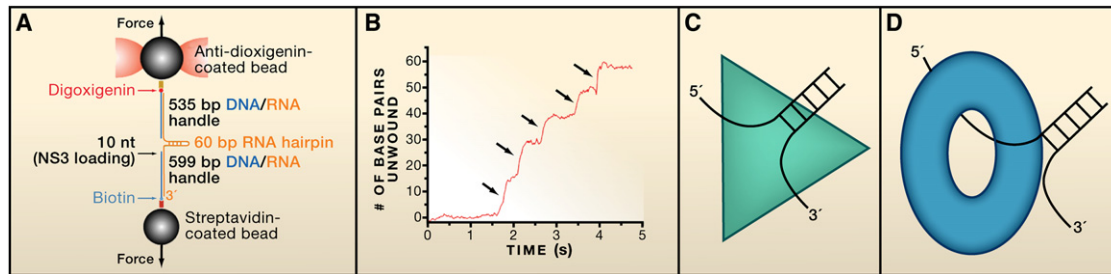 A
Force
Anti-dioxigenin-
coated bead
Digoxigenin
535 bp DNA/RNA
handle
10 nt
(NS3 loading)
60 bp RNA hairpin
599 bp DNA/RNA
handle
Biotin
3´
Streptavidin-
coated bead
Force
B
# OF BASE PAIRS
UNWOUND
60
50
40
30
20
10
0
0
1
2
3
4
5
TIME (s)
C
5´
3´
D
5´
3´